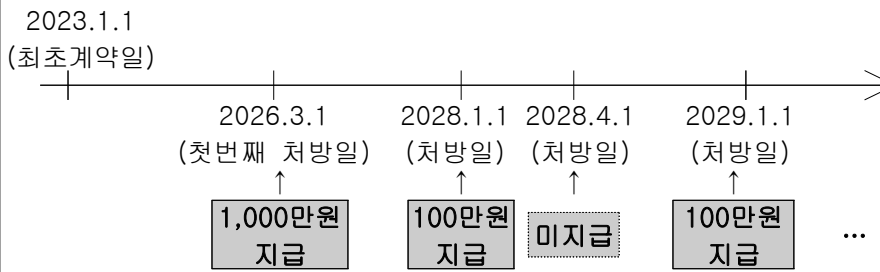 2023.1.1
(최초계약일)
2026.3.1 2028.1.1 2028.4.1 2029.1.1
(첫번째 처방일) (처방일) (처방일) (처방일)
↑ ↑ ↑ ↑
1,000만원 100만원 미지급 100만원 ...
지급 지급 지급